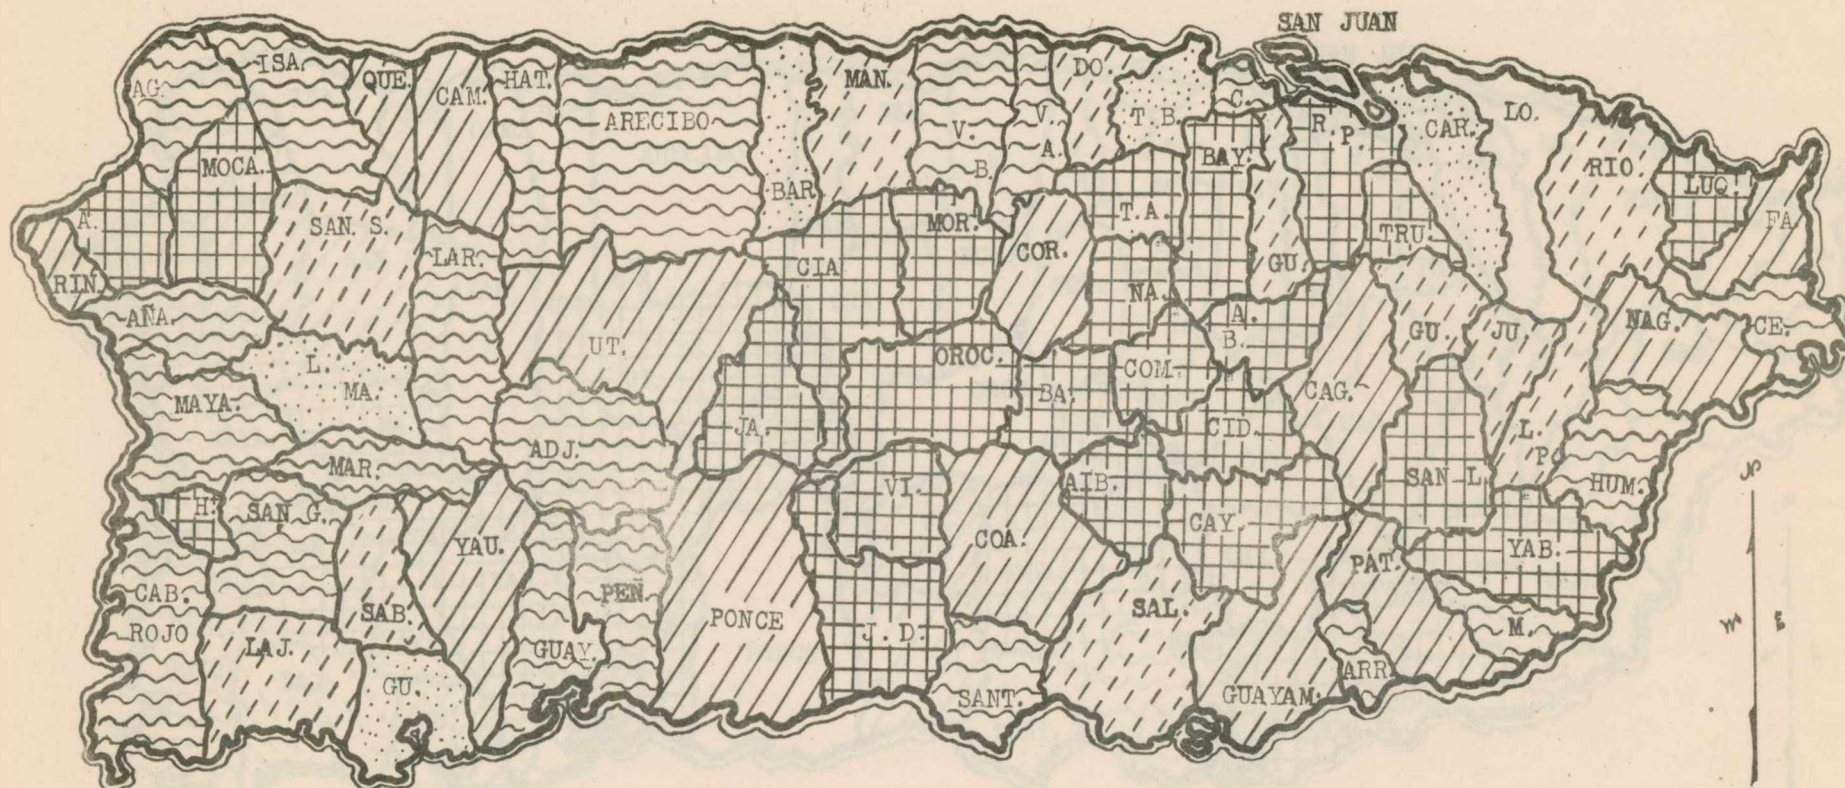 SAN JUAN
AG.
ISA.
QUE.
CAM.
HAT.
ARECIBO
BAR
MAN.
V.
B.
V.
A.
DO.
T.B.
C.
BAY.
R.
P.
CAR.
LO.
RIO
LUQ.
FA.
MOCA.
A.
RIN.
SAN. S.
LAR.
CIA
MOR.
COR.
T.A.
NA.
GU.
TRU.
AÑA.
L.
MA.
UT.
JA.
OROC.
BA.
COM.
A.
B.
CAG.
GU.
JU.
NAG.
CE.
MAYA.
MAR.
ADJ.
CID.
SAN L.
L.
P.
HUM.
H.
SAN G.
YAU.
VI.
COA.
AIB.
CAY.
YAB.
CAB.
ROJO
SAB.
PEÑ.
PONCE
J.D.
SAL.
PAT.
M.
LAJ.
GU.
GUAY.
SANT.
GUAYAM.
ARR.
N
W
E